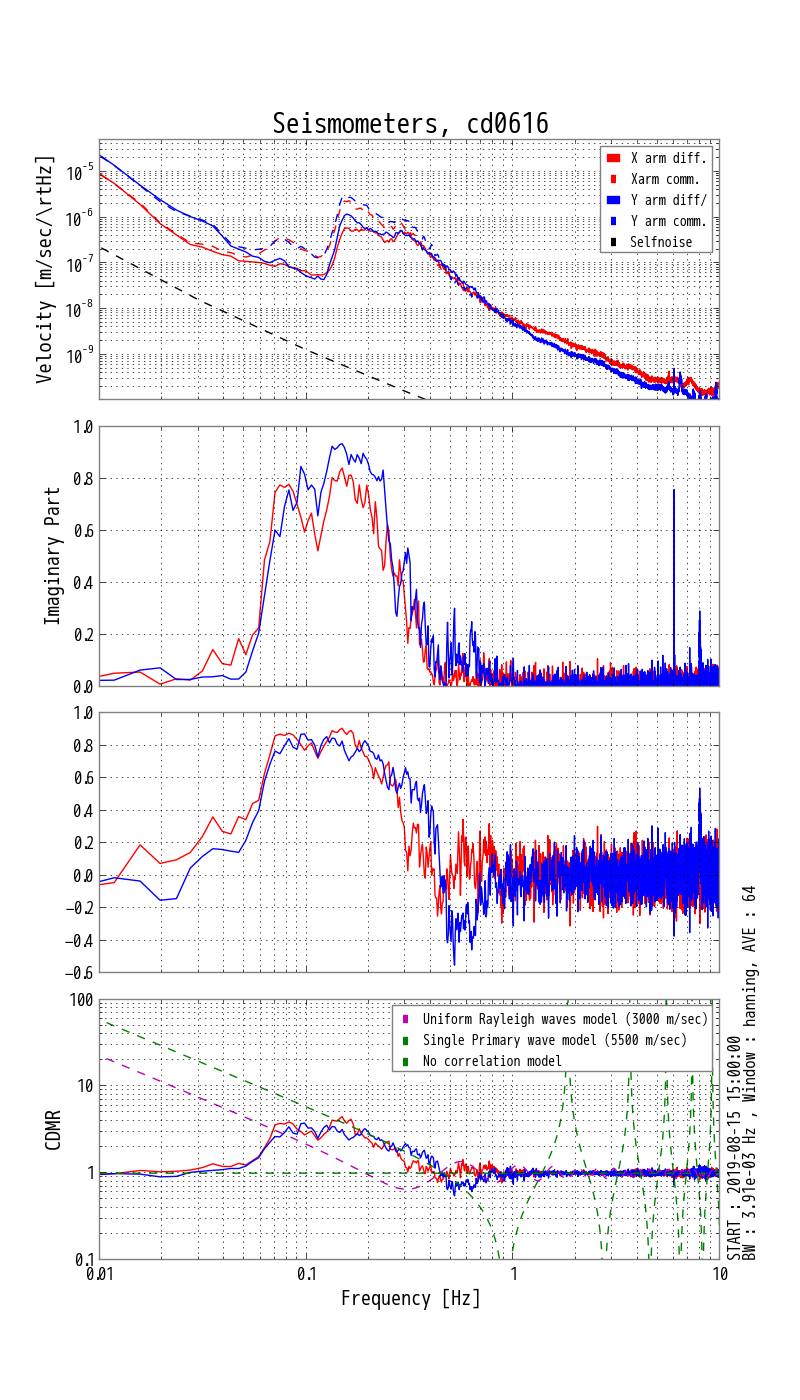 Seismometers, cd0616
Velocity [m/sec/\rtHz]
10^-5
10^-6
10^-7
10^-8
10^-9
X arm diff.
Xarm comm.
Y arm diff/
Y arm comm.
Selfnoise
Imaginary Part
1.0
0.8
0.6
0.4
0.2
0.0
1.0
0.8
0.6
0.4
0.2
0.0
−0.2
−0.4
−0.6
CDMR
100
10
1
0.1
Uniform Rayleigh waves model (3000 m/sec)
Single Primary wave model (5500 m/sec)
No correlation model
0.01 0.1 1 10
Frequency [Hz]
START : 2019-08-15 15:00:00
BW : 3.91e-03 Hz , Window : hanning, AVE : 64